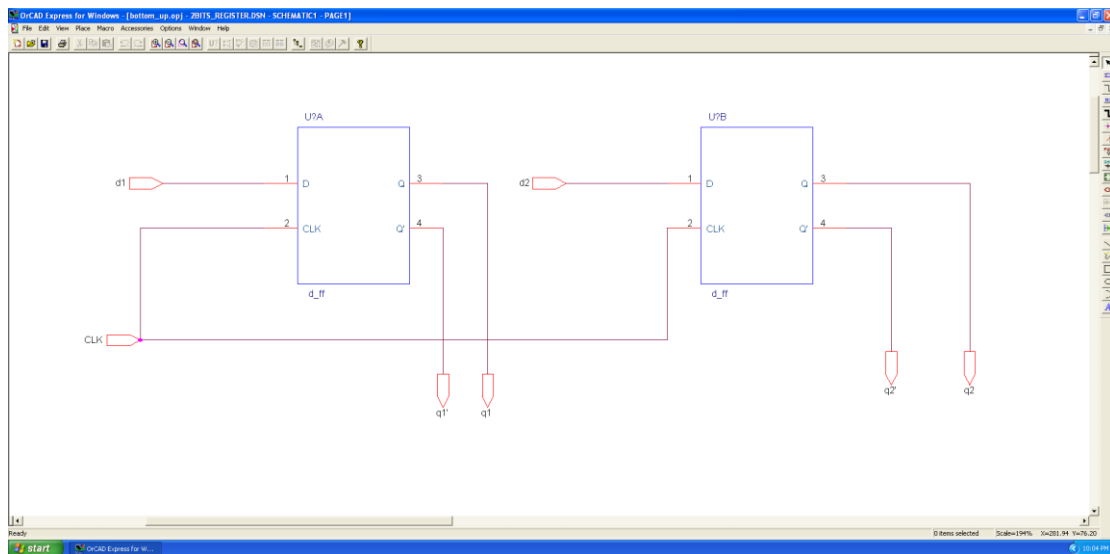 OrCAD Express for Windows - [bottom_up.opj - 2BITS_REGISTER.DSN - SCHEMATIC1 - PAGE1]
File Edit View Place Macro Accessories Options Window Help
U?A
U?B
d1
1
D
Q
3
d2
1
D
Q
3
2
CLK
Q'
4
2
CLK
Q'
4
d_ff
d_ff
CLK
q1'
q1
q2'
q2
Ready
0 items selected Scale=194% X=281.94 Y=76.20
start
OrCAD Express for W...
10:04 PM